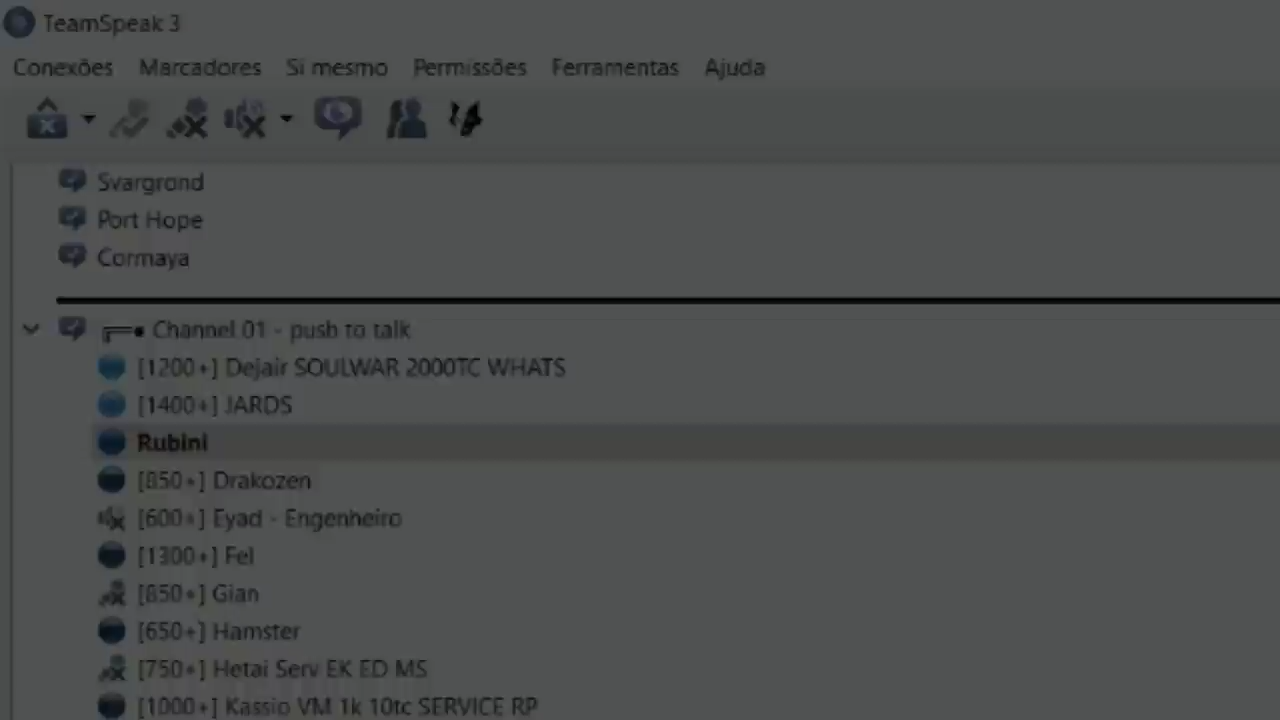 TeamSpeak 3
Conexões Marcadores Si mesmo Permissões Ferramentas Ajuda
Svargrond
Port Hope
Cormaya
Channel 01 - push to talk
[1200+] Dejair SOULWAR 2000TC WHATS
[1400+] JARDS
Rubini
[850+] Drakozen
[600+] Eyad - Engenheiro
[1300+] Fel
[850+] Gian
[650+] Hamster
[750+] Hetai Serv EK ED MS
[1000+] Kassio VM 1k 10tc SERVICE RP